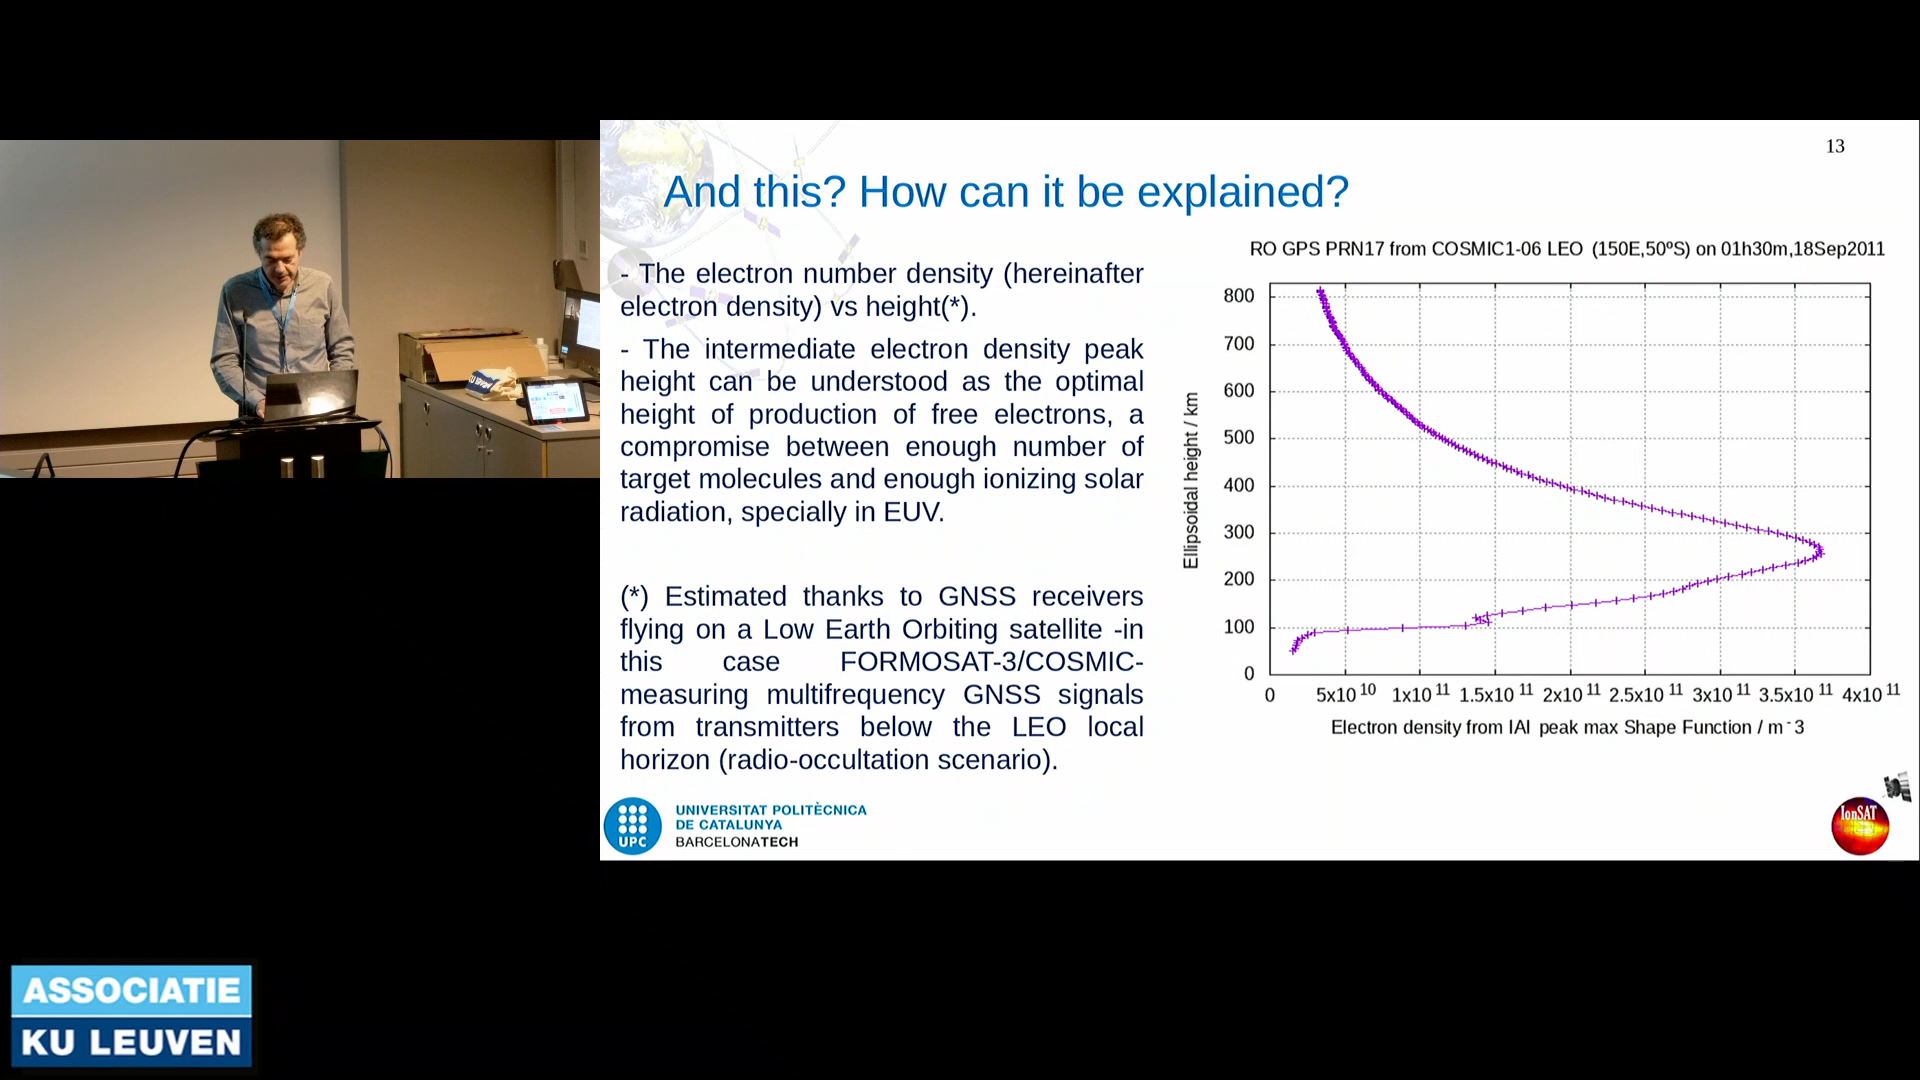 13
And this? How can it be explained?
- The electron number density (hereinafter
electron density) vs height(*).
- The intermediate electron density peak
height can be understood as the optimal
height of production of free electrons, a
compromise between enough number of
target molecules and enough ionizing solar
radiation, specially in EUV.
(*) Estimated thanks to GNSS receivers
flying on a Low Earth Orbiting satellite -in
this case FORMOSAT-3/COSMIC-
measuring multifrequency GNSS signals
from transmitters below the LEO local
horizon (radio-occultation scenario).
RO GPS PRN17 from COSMIC1-06 LEO (150E,50ºS) on 01h30m,18Sep2011
Ellipsoidal height / km
800
700
600
500
400
300
200
100
0
0 5x10 10 1x10 11 1.5x10 11 2x10 11 2.5x10 11 3x10 11 3.5x10 11 4x10 11
Electron density from IAI peak max Shape Function / m-3
UPC
UNIVERSITAT POLITÈCNICA
DE CATALUNYA
BARCELONATECH
IonSAT
ASSOCIATIE
KU LEUVEN